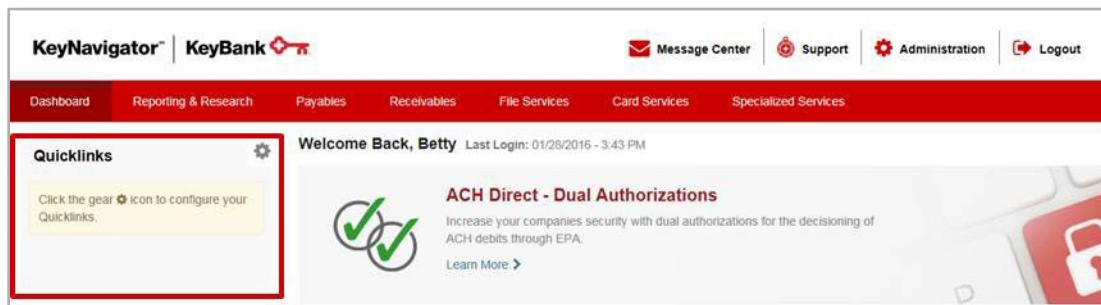 KeyNavigator™ | KeyBank
Message Center
Support
Administration
Logout
Dashboard
Reporting & Research
Payables
Receivables
File Services
Card Services
Specialized Services
Quicklinks
Click the gear icon to configure your
Quicklinks.
Welcome Back, Betty Last Login: 01/28/2016 - 3:43 PM
ACH Direct - Dual Authorizations
Increase your companies security with dual authorizations for the decisioning of
ACH debits through EPA.
Learn More
D